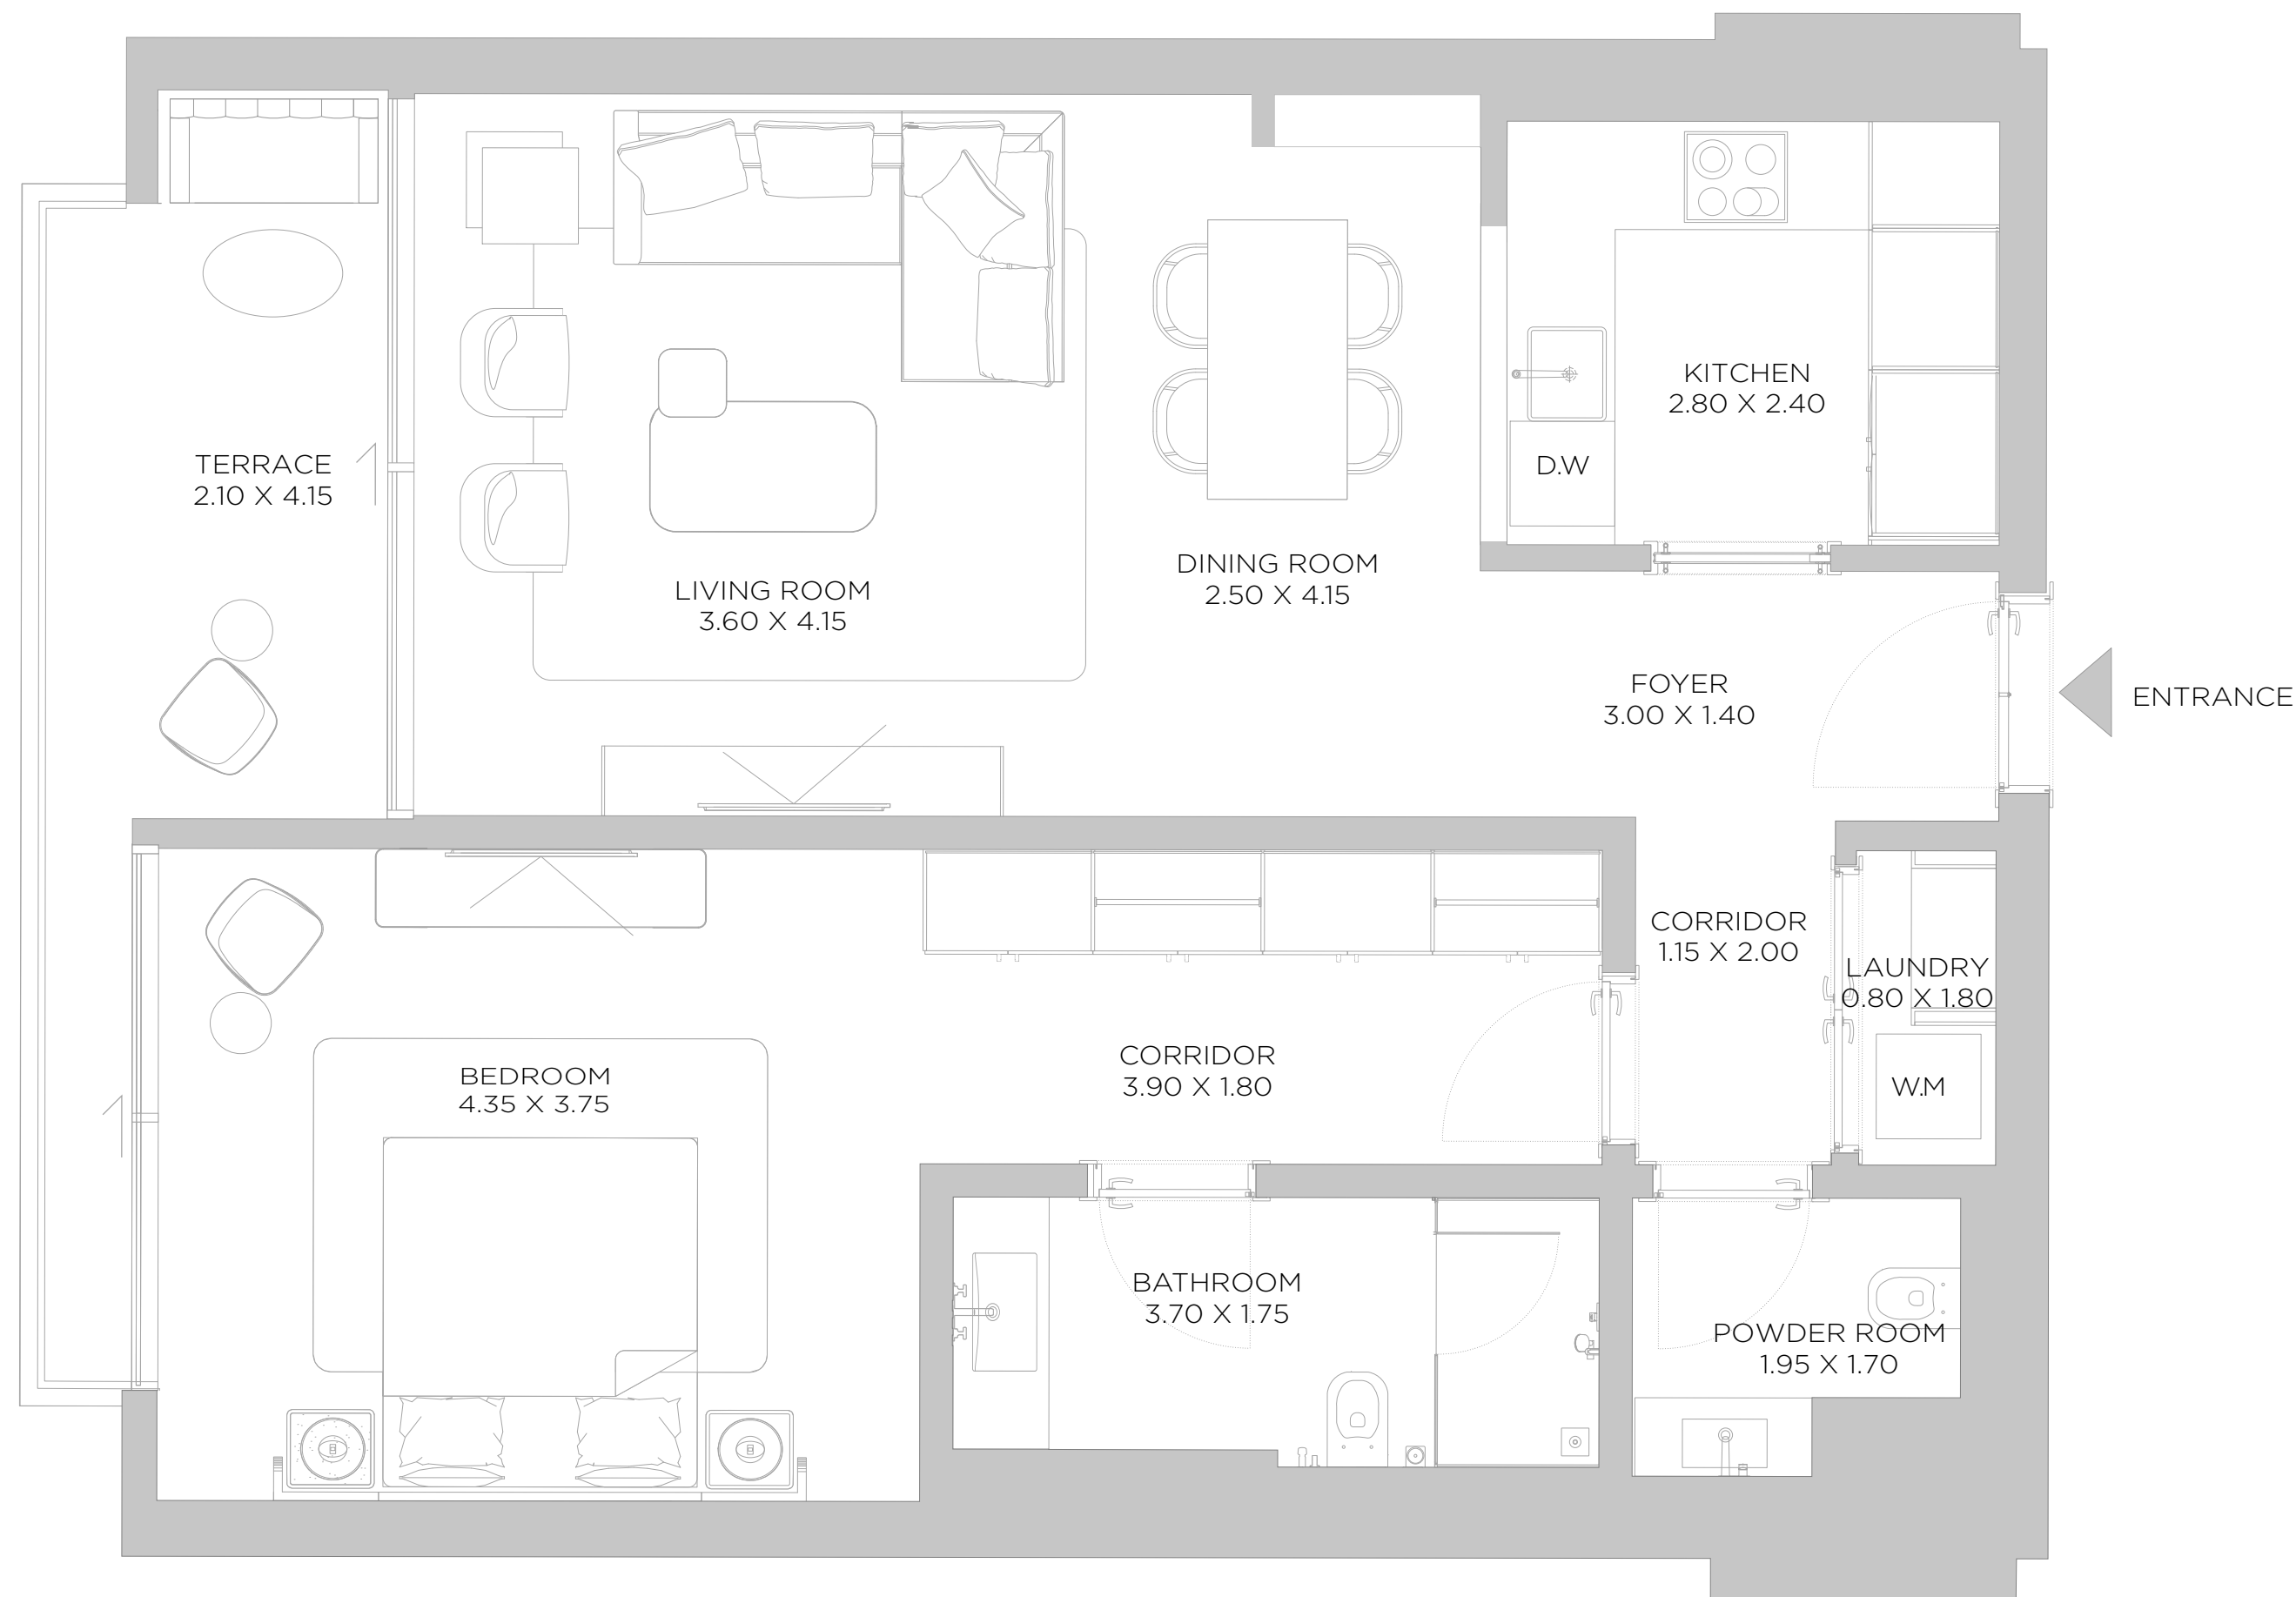 KITCHEN
2.80 X 2.40
TERRACE
2.10 X 4.15
D.W
DINING ROOM
2.50 X 4.15
LIVING ROOM
3.60 X 4.15
FOYER
3.00 X 1.40
ENTRANCE
CORRIDOR
1.15 X 2.00
LAUNDRY
0.80 X 1.80
CORRIDOR
3.90 X 1.80
W.M
BEDROOM
4.35 X 3.75
BATHROOM
3.70 X 1.75
POWDER ROOM
1.95 X 1.70